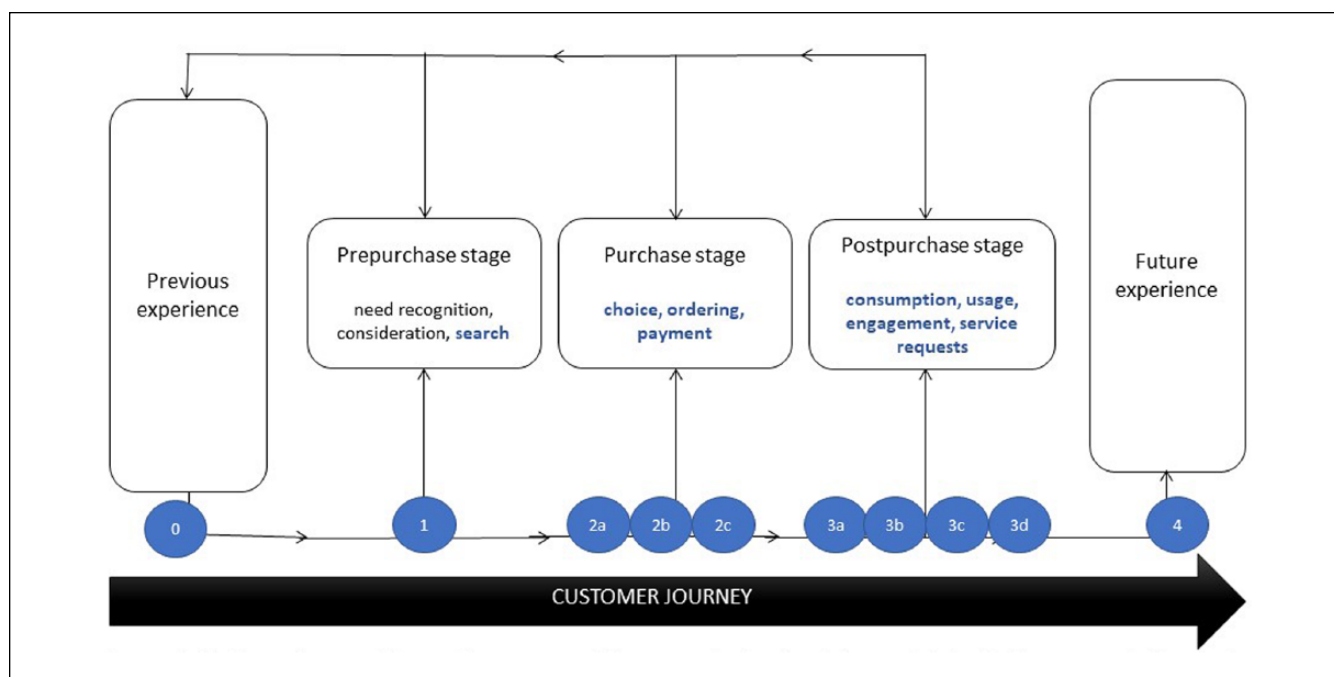 Previous
experience
Prepurchase stage
need recognition,
consideration, search
Purchase stage
choice, ordering,
payment
Postpurchase stage
consumption, usage,
engagement, service
requests
Future
experience
0
1
2a
2b
2c
3a
3b
3c
3d
4
CUSTOMER JOURNEY